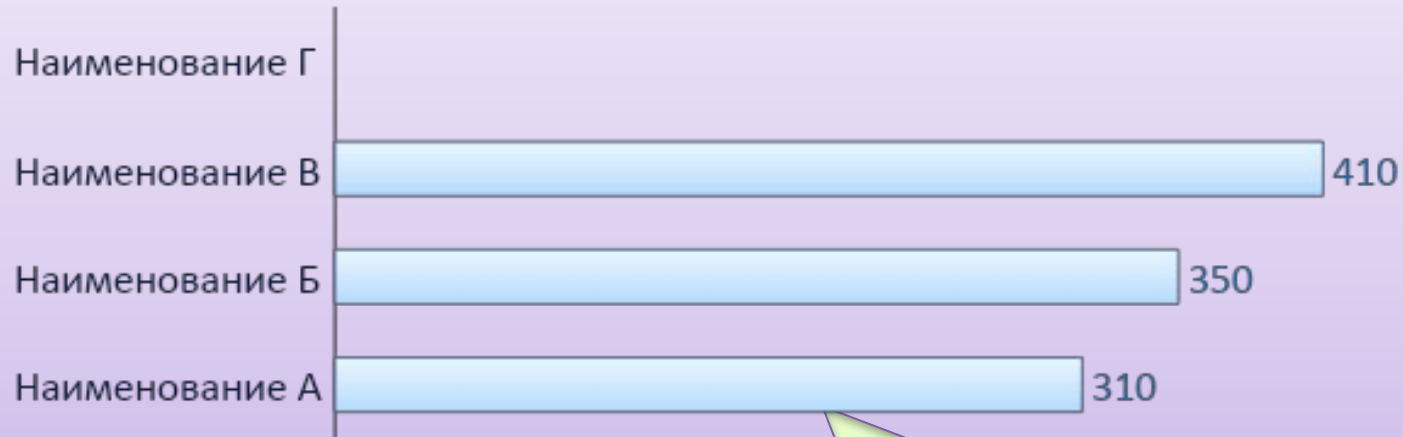 Наименование Г
Наименование В 410
Наименование Б 350
Наименование А 310